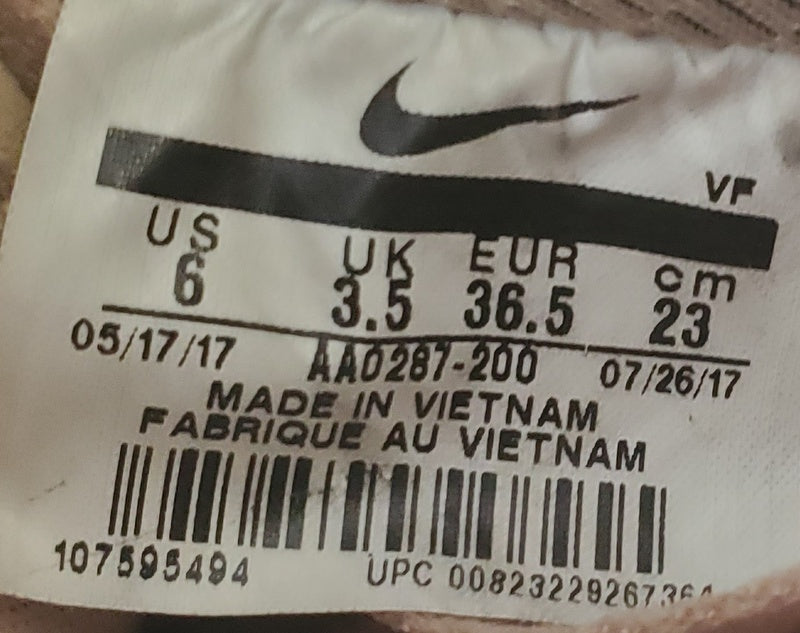 VF
US UK EUR cm
6 3.5 36.5 23
05/17/17 AA0287-200 07/26/17
MADE IN VIETNAM
FABRIQUE AU VIETNAM
107595494 UPC